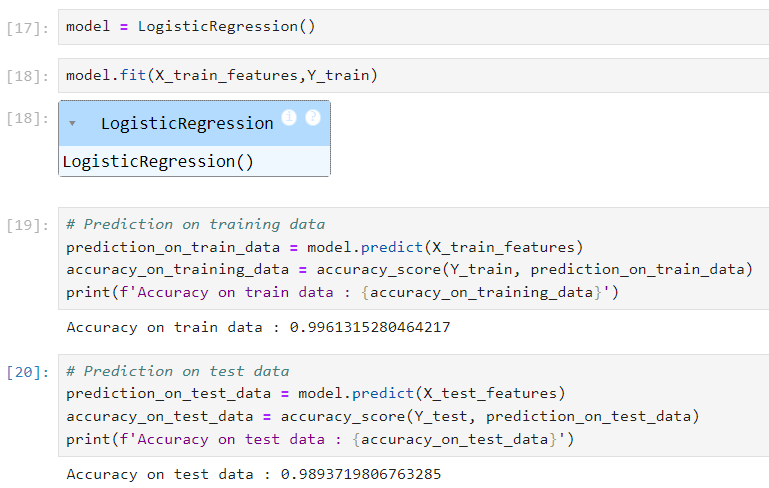 [17]: model = LogisticRegression()
[18]: model.fit(X_train_features,Y_train)
[18]: ▾ LogisticRegression i ?
LogisticRegression()
[19]: # Prediction on training data
prediction_on_train_data = model.predict(X_train_features)
accuracy_on_training_data = accuracy_score(Y_train, prediction_on_train_data)
print(f'Accuracy on train data : {accuracy_on_training_data}')
Accuracy on train data : 0.9961315280464217
[20]: # Prediction on test data
prediction_on_test_data = model.predict(X_test_features)
accuracy_on_test_data = accuracy_score(Y_test, prediction_on_test_data)
print(f'Accuracy on test data : {accuracy_on_test_data}')
Accuracy on test data : 0.9893719806763285